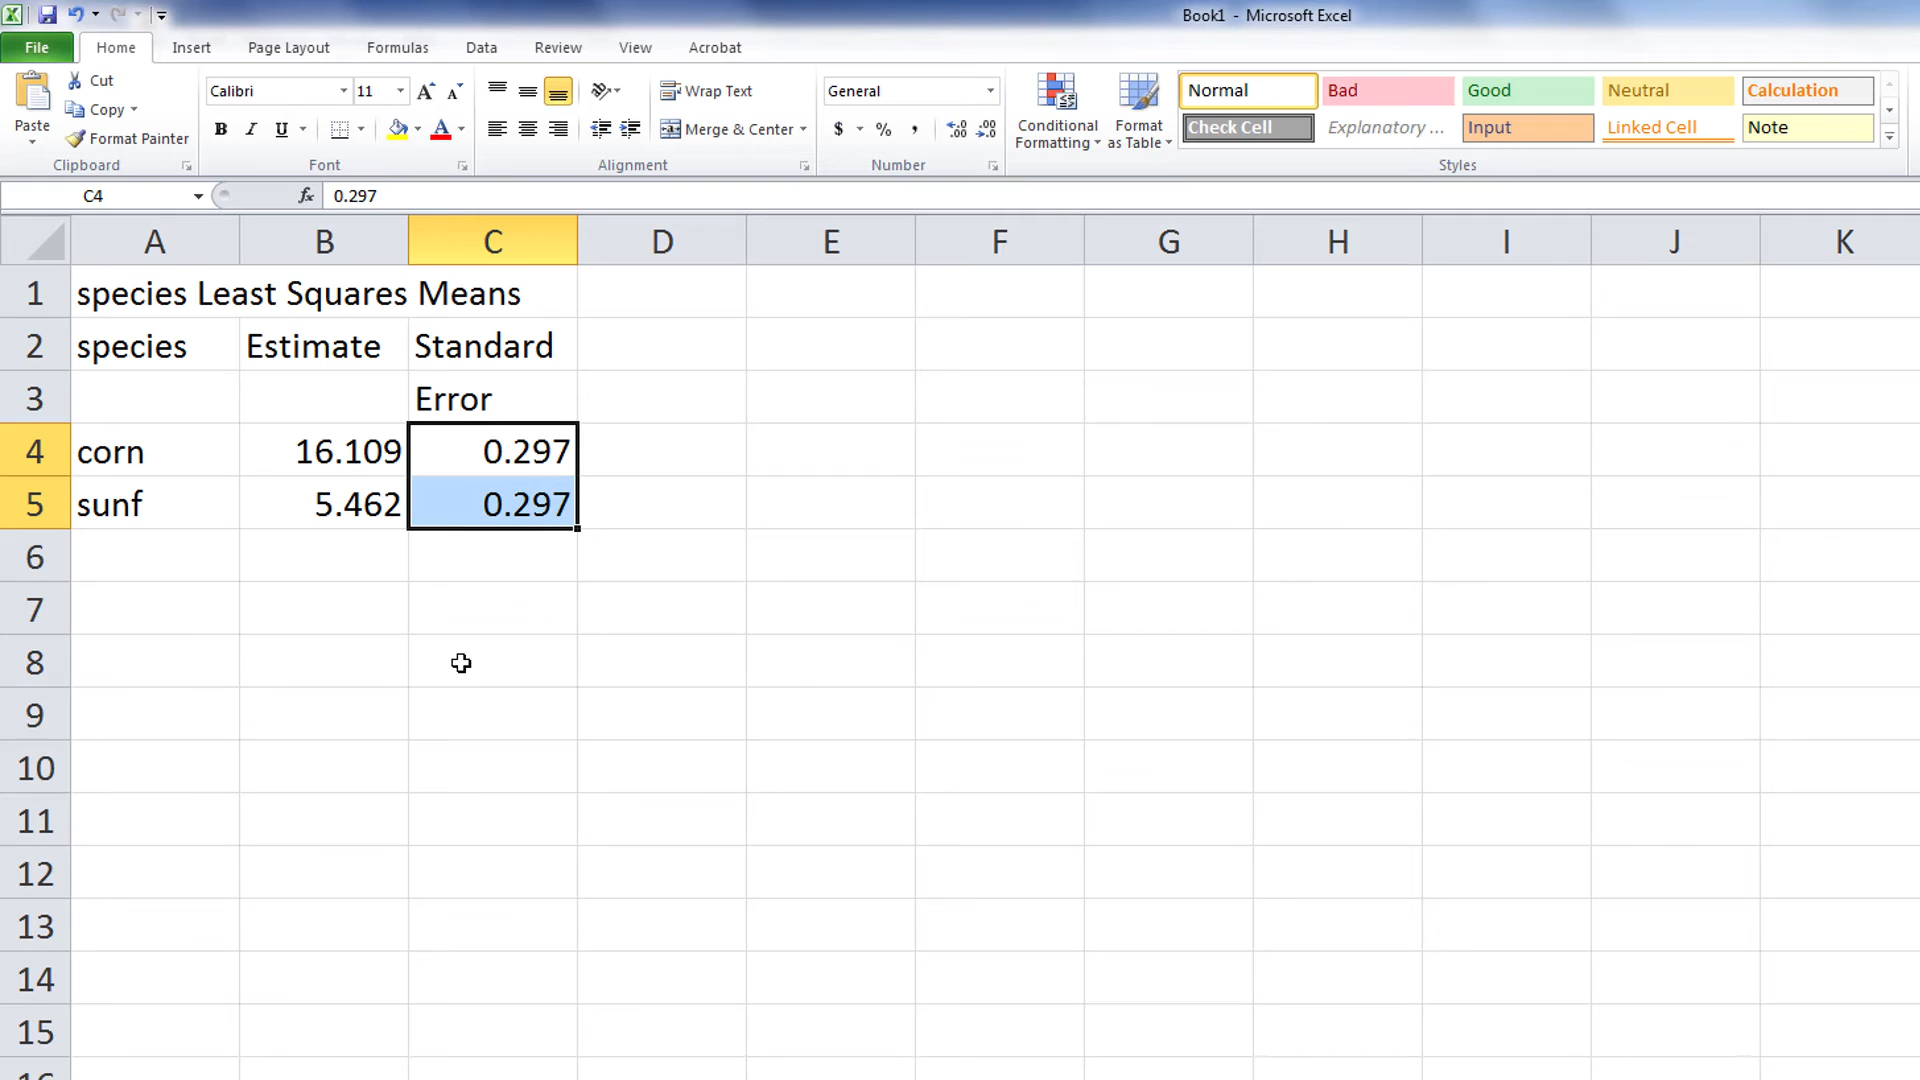 Book1 - Microsoft Excel
File Home Insert Page Layout Formulas Data Review View Acrobat
Paste
Cut
Copy
Format Painter
Clipboard
Calibri 11
B I U
Font
Wrap Text
Merge & Center
Alignment
General
$ % ,
Number
Conditional Formatting
Format as Table
Normal Bad Good Neutral Calculation
Check Cell Explanatory ... Input Linked Cell Note
Styles
C4 fx 0.297
A B C D E F G H I J K
1 species Least Squares Means
2 species Estimate Standard
3 Error
4 corn 16.109 0.297
5 sunf 5.462 0.297
6
7
8
9
10
11
12
13
14
15
16